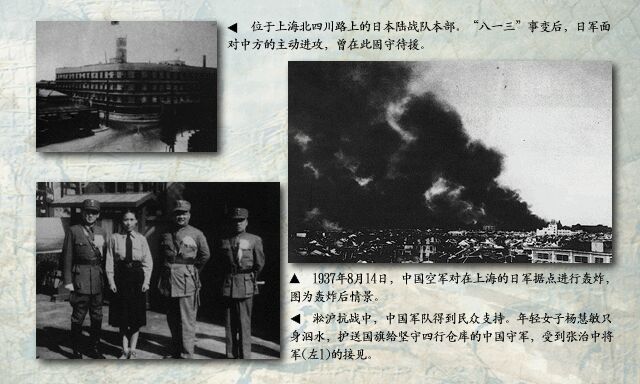 ◀ 位于上海北四川路上的日本陆战队本部。“八一三”事变后，日军面
对中方的主动进攻，曾在此固守待援。
▲ 1937年8月14日，中国空军对在上海的日军据点进行轰炸，
图为轰炸后情景。
◀ 淞沪抗战中，中国军队得到民众支持。年轻女子杨慧敏只
身泅水，护送国旗给坚守四行仓库的中国守军，受到张治中将
军(左1)的接见。